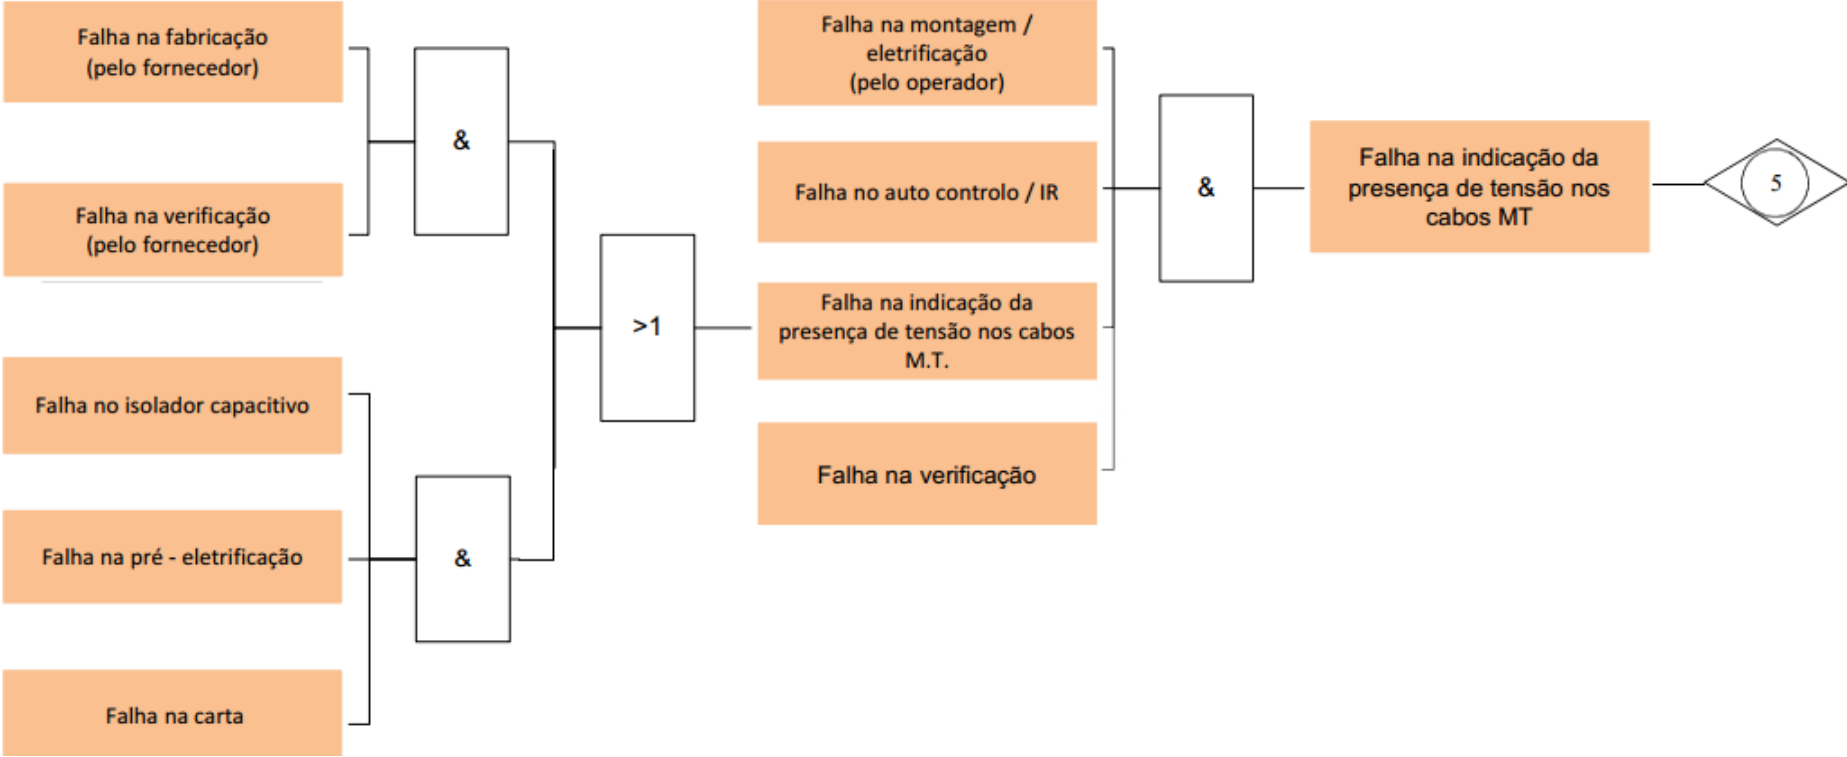 Falha na fabricação
(pelo fornecedor)
Falha na verificação
(pelo fornecedor)
&
Falha no isolador capacitivo
Falha na pré - eletrificação
Falha na carta
&
>1
Falha na montagem /
eletrificação
(pelo operador)
Falha no auto controlo / IR
Falha na indicação da
presença de tensão nos cabos
M.T.
Falha na verificação
&
Falha na indicação da
presença de tensão nos
cabos MT
5